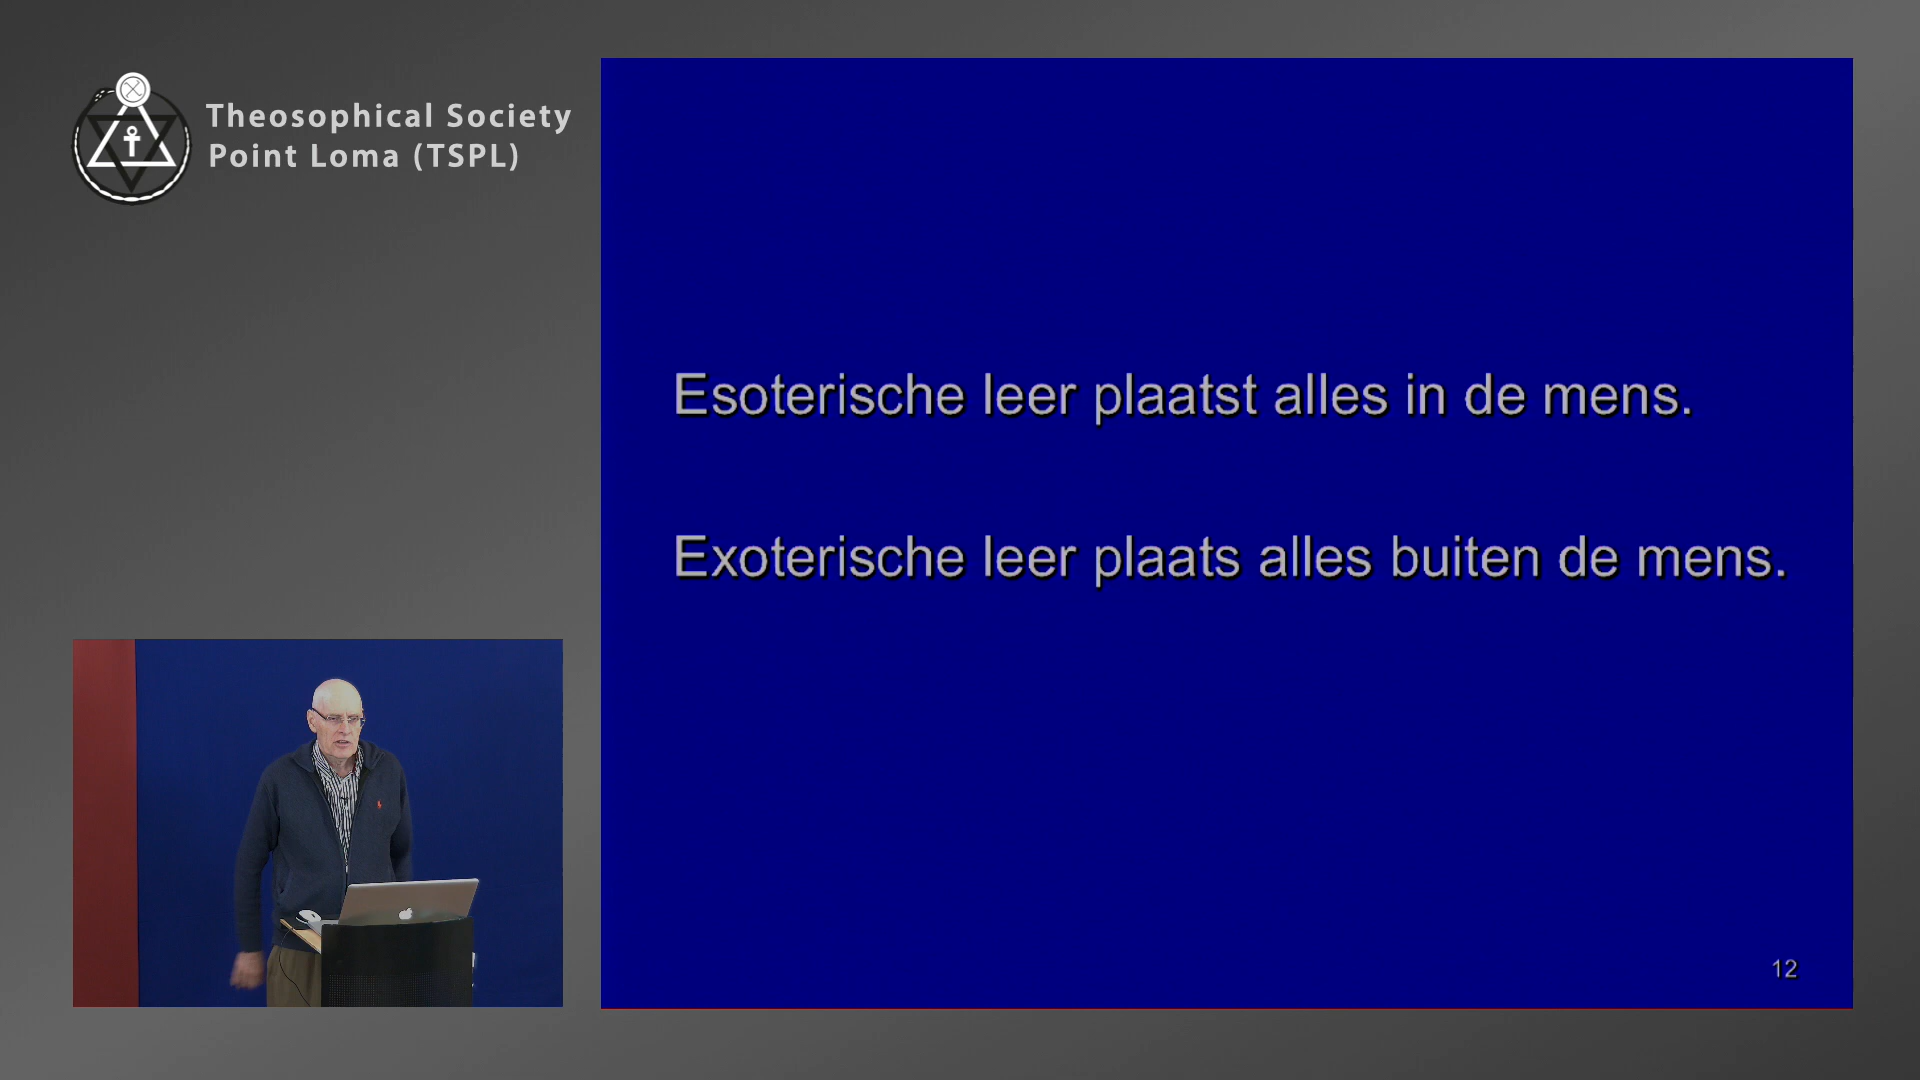 Theosophical Society
Point Loma (TSPL)
Esoterische leer plaatst alles in de mens.
Exoterische leer plaats alles buiten de mens.
12